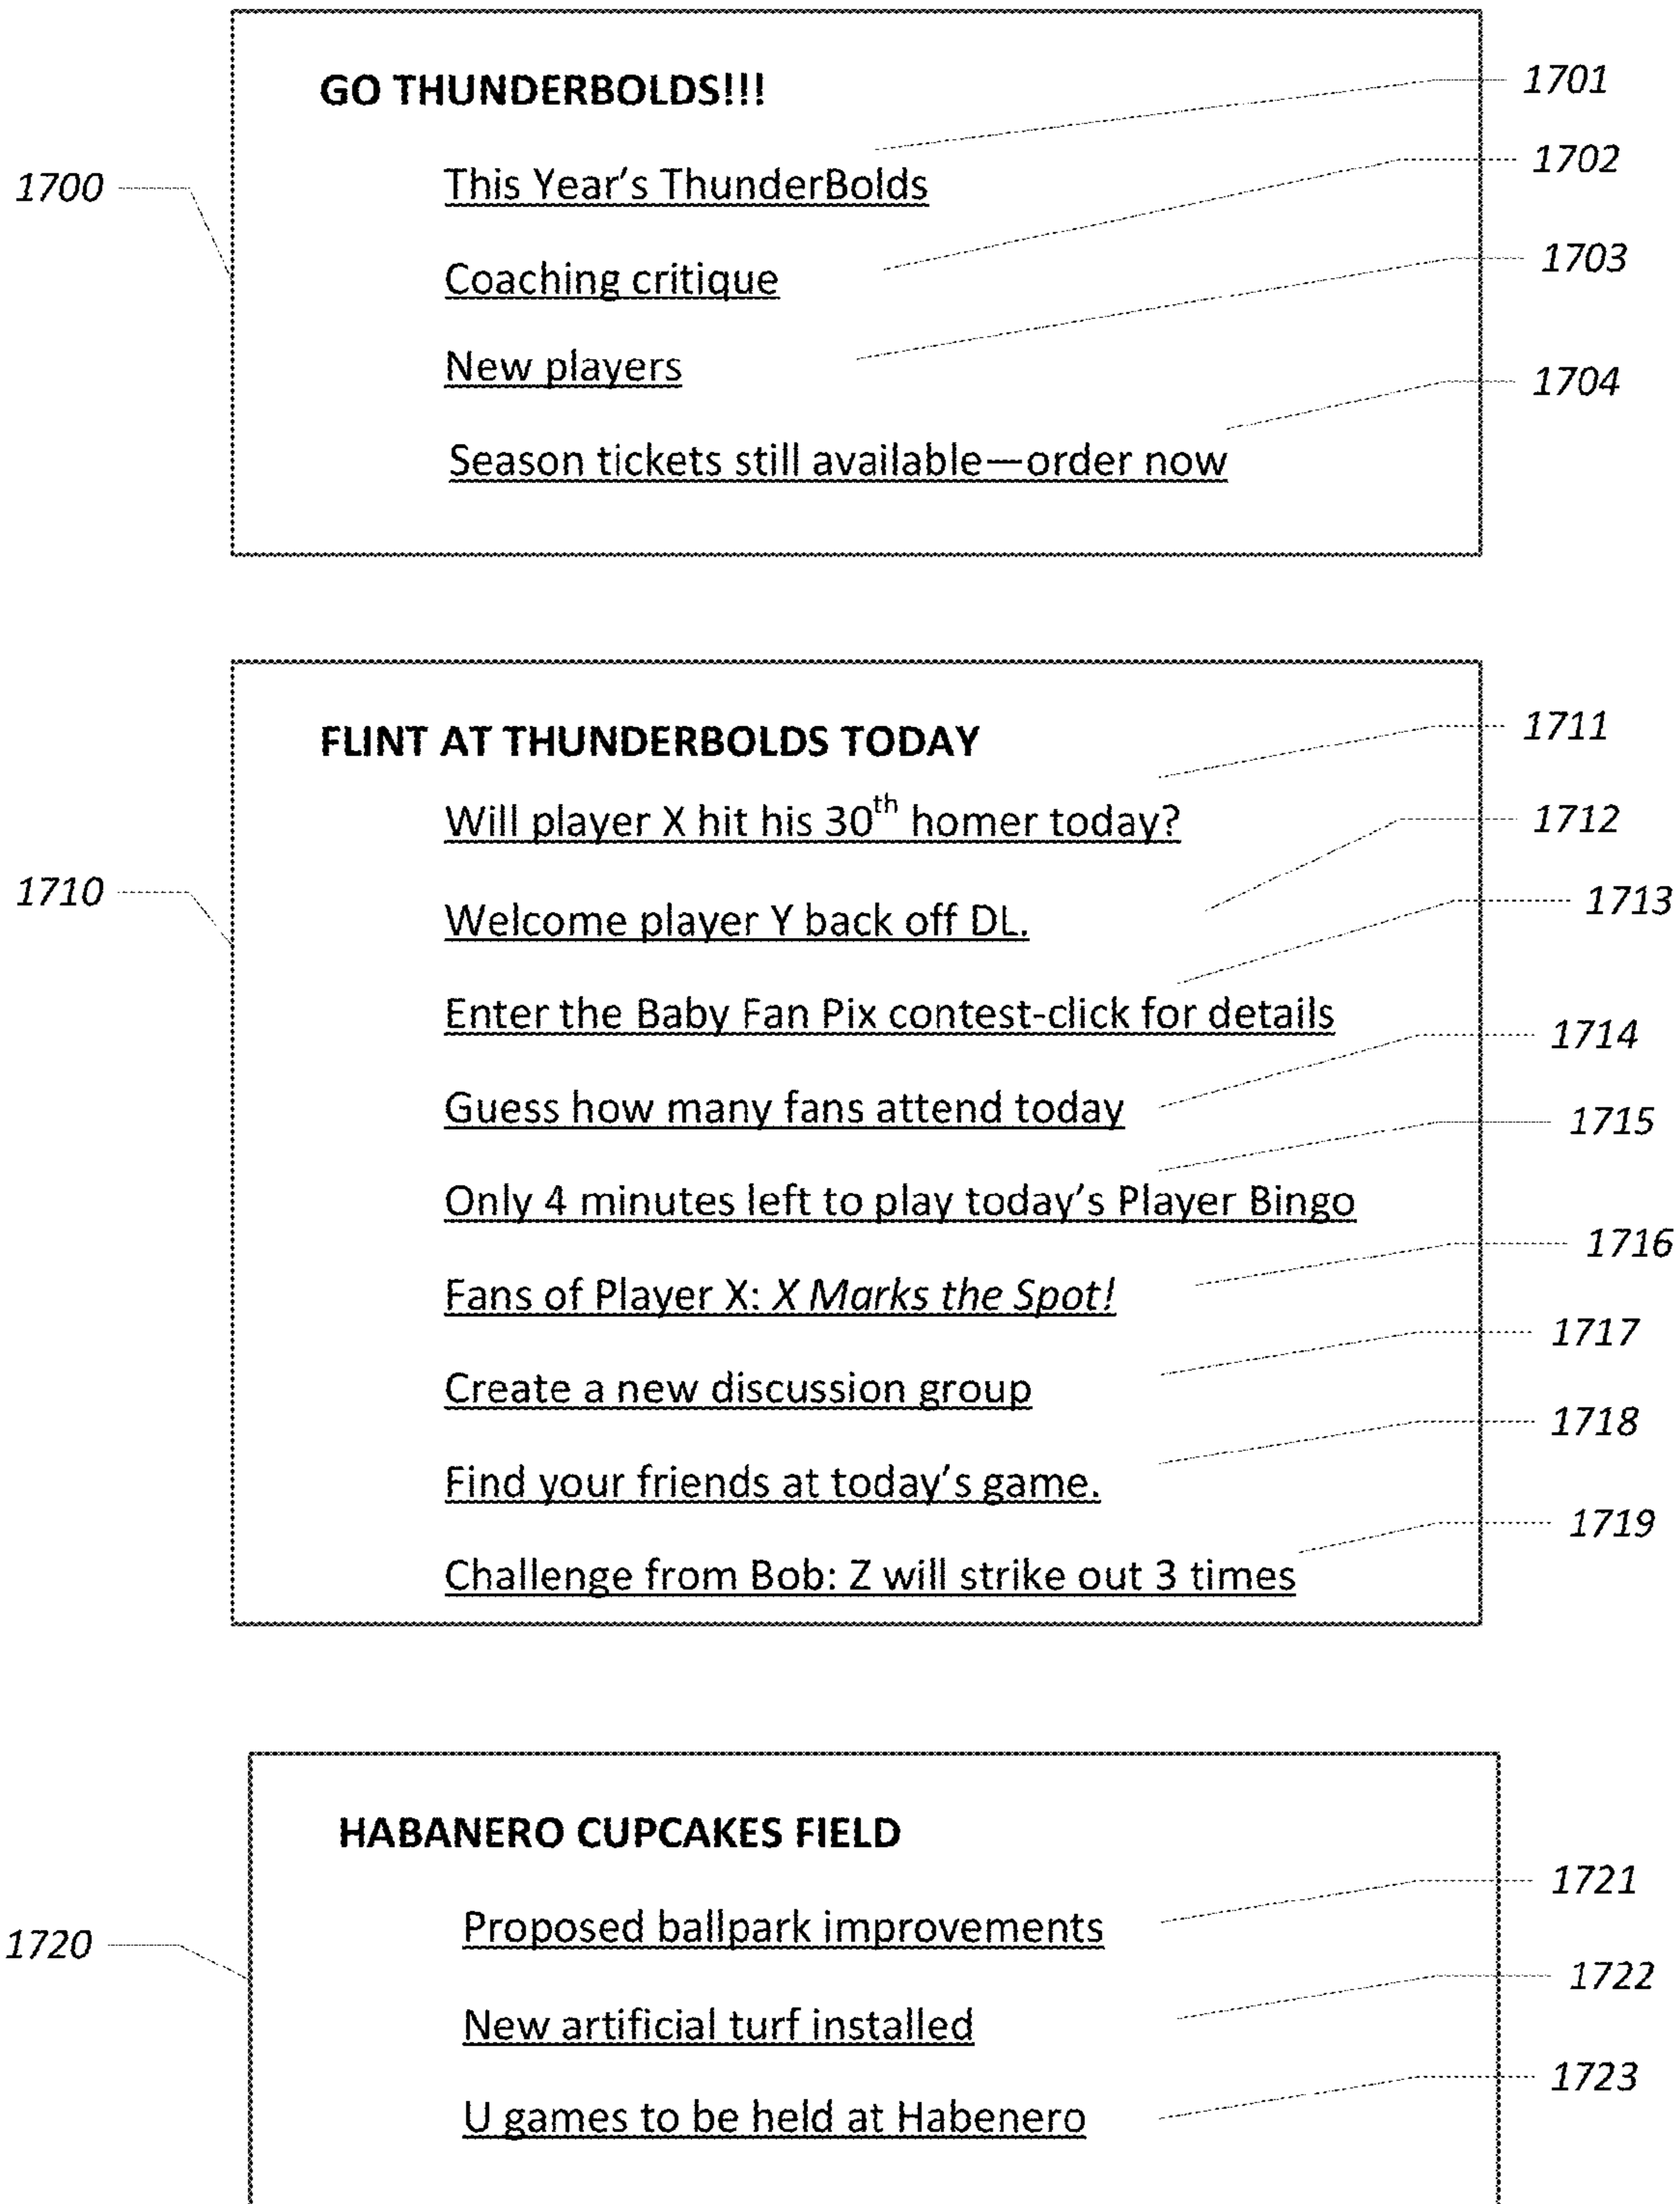 GO THUNDERBOLDS!!!
1701
This Year's ThunderBolds
1702
1700
Coaching critique
1703
New players
1704
Season tickets still available—order now
FLINT AT THUNDERBOLDS TODAY
1711
Will player X hit his 30th homer today?
1712
1710
Welcome player Y back off DL.
1713
Enter the Baby Fan Pix contest-click for details
1714
Guess how many fans attend today
1715
Only 4 minutes left to play today's Player Bingo
1716
Fans of Player X: X Marks the Spot!
1717
Create a new discussion group
1718
Find your friends at today's game.
1719
Challenge from Bob: Z will strike out 3 times
HABANERO CUPCAKES FIELD
1721
Proposed ballpark improvements
1720
1722
New artificial turf installed
1723
U games to be held at Habenero